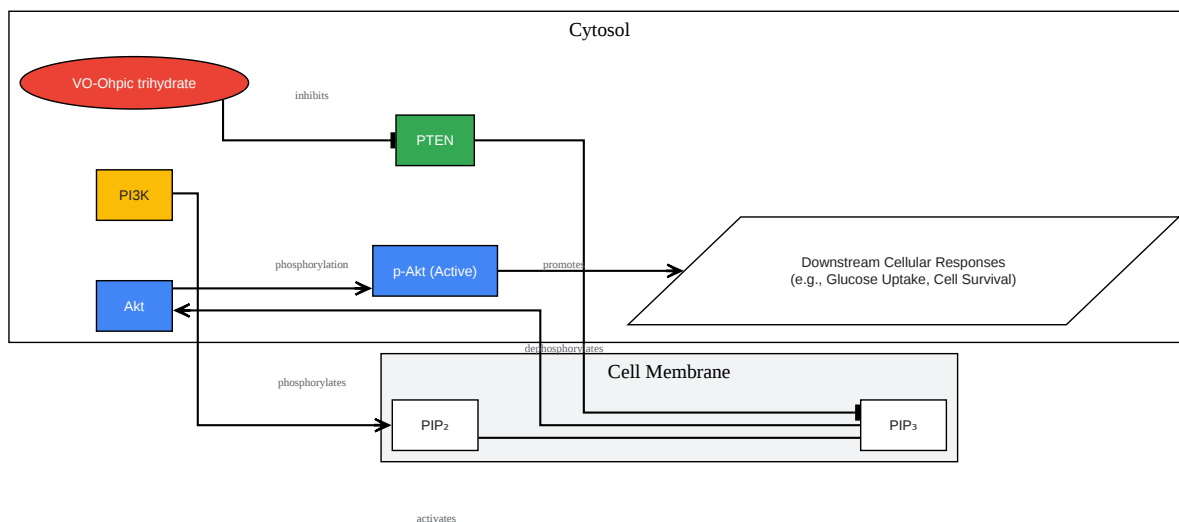 Cytosol
VO-Ohpic trihydrate
inhibits
PTEN
PI3K
phosphorylation
p-Akt (Active)
promotes
Downstream Cellular Responses
(e.g., Glucose Uptake, Cell Survival)
Akt
dephosphorylates
Cell Membrane
phosphorylates
PIP₂
PIP₃
activates